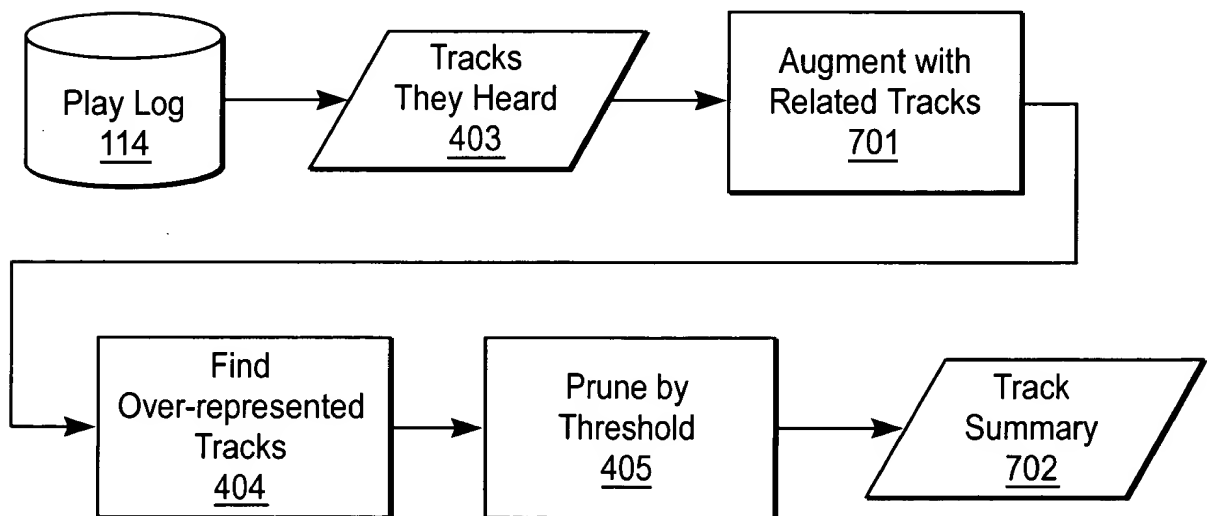 Play Log
114
Tracks
They Heard
403
Augment with
Related Tracks
701
Find
Over-represented
Tracks
404
Prune by
Threshold
405
Track
Summary
702